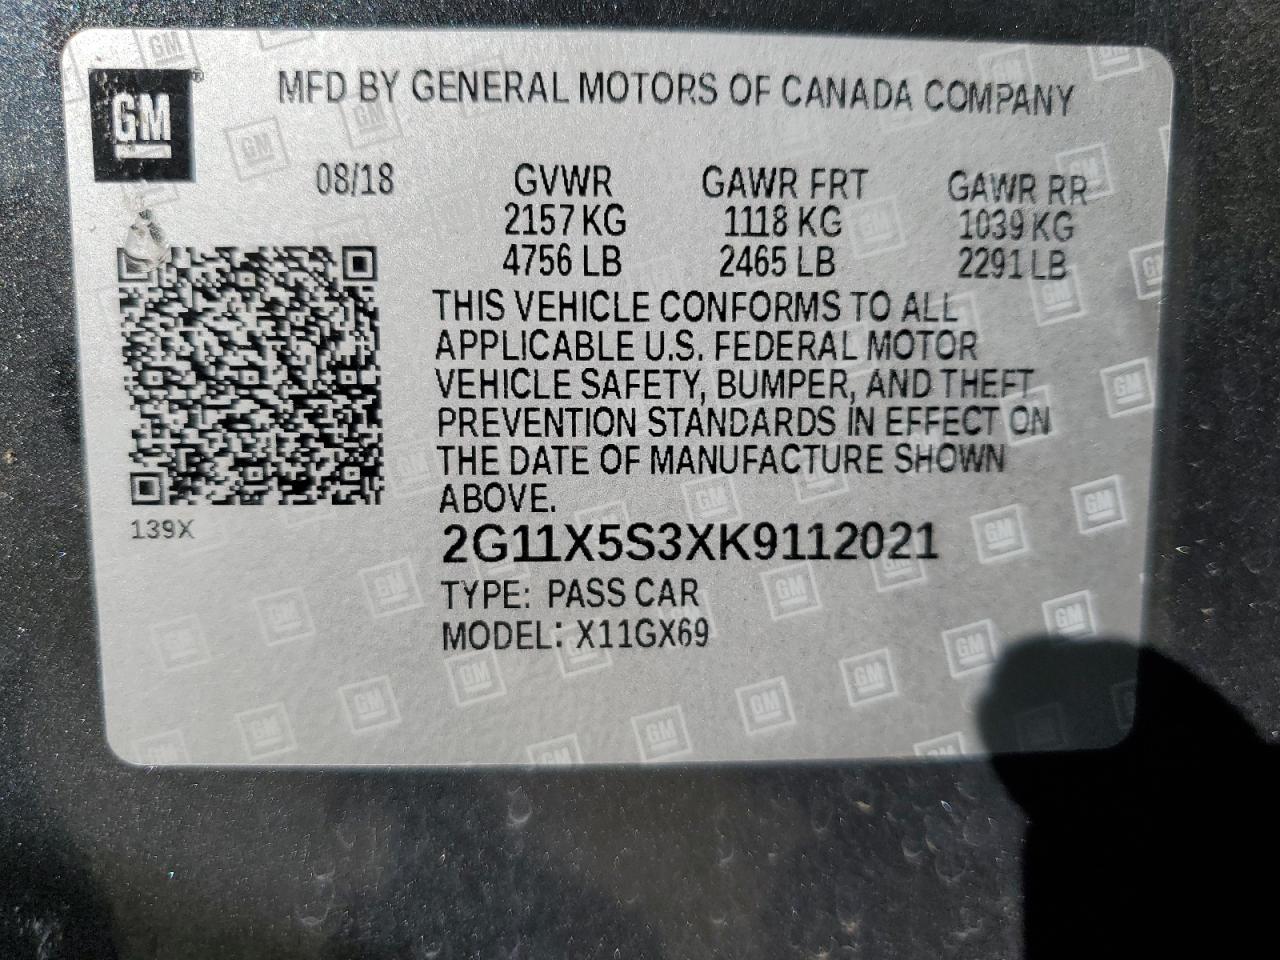 GM
MFD BY GENERAL MOTORS OF CANADA COMPANY
08/18 GVWR GAWR FRT GAWR RR
2157 KG 1118 KG 1039 KG
4756 LB 2465 LB 2291 LB
THIS VEHICLE CONFORMS TO ALL
APPLICABLE U.S. FEDERAL MOTOR
VEHICLE SAFETY, BUMPER, AND THEFT
PREVENTION STANDARDS IN EFFECT ON
THE DATE OF MANUFACTURE SHOWN
ABOVE.
139X
2G11X5S3XK9112021
TYPE: PASS CAR
MODEL: X11GX69